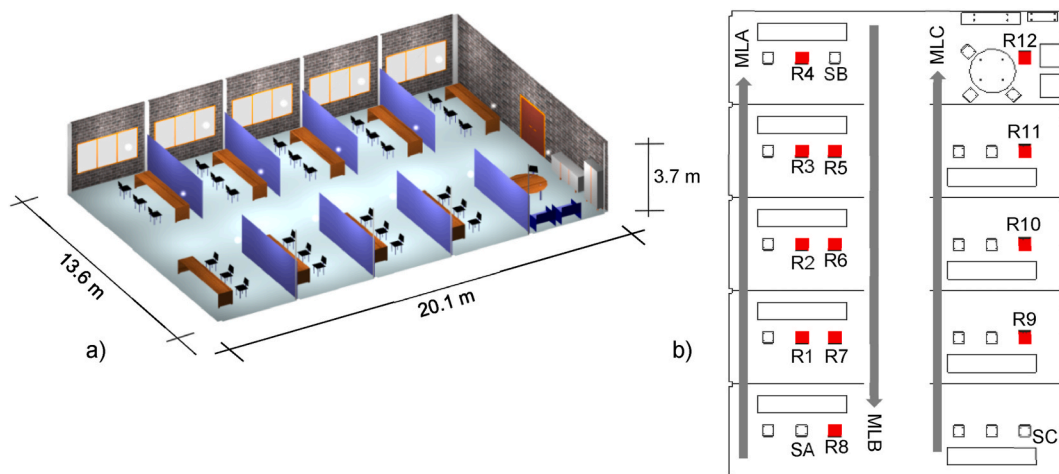 3.7 m
13.6 m
20.1 m
a)
b)
MLA
MLC
R12
R4
SB
R11
R3
R5
R10
R2
R6
R9
R1
R7
MLB
SA
R8
SC